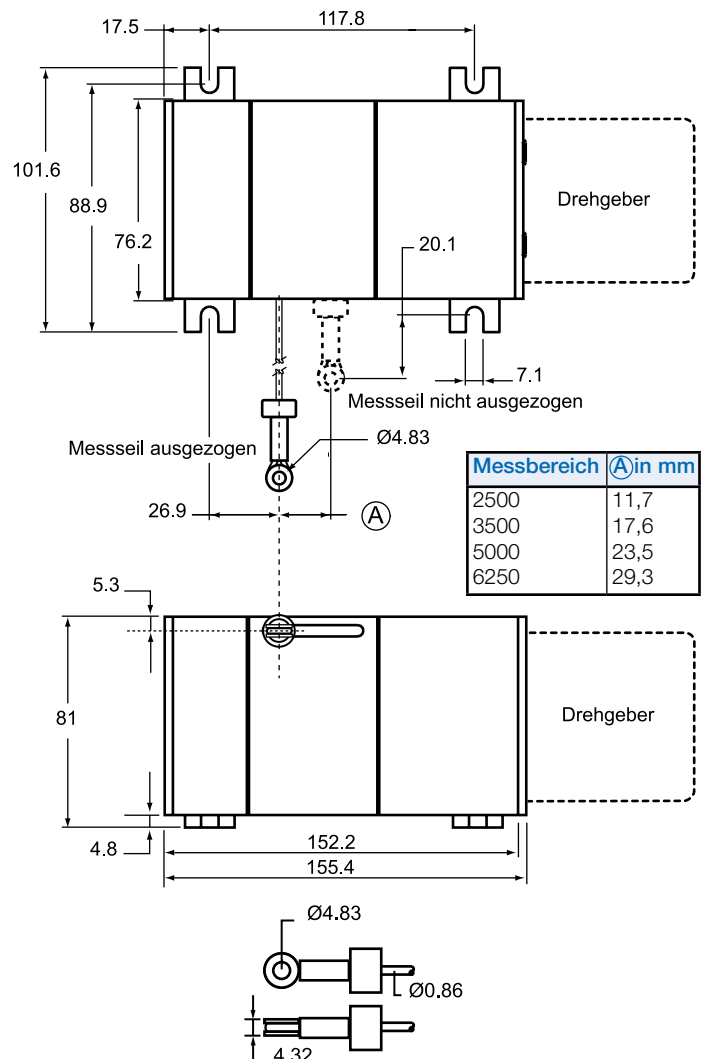 17.5
117.8
101.6
88.9
76.2
Drehgeber
20.1
7.1
Messseil nicht ausgezogen
Messseil ausgezogen
Ø4.83
26.9
A
Messbereich Ⓐin mm
2500 11,7
3500 17,6
5000 23,5
6250 29,3
5.3
81
Drehgeber
4.8
152.2
155.4
Ø4.83
Ø0.86
4.32